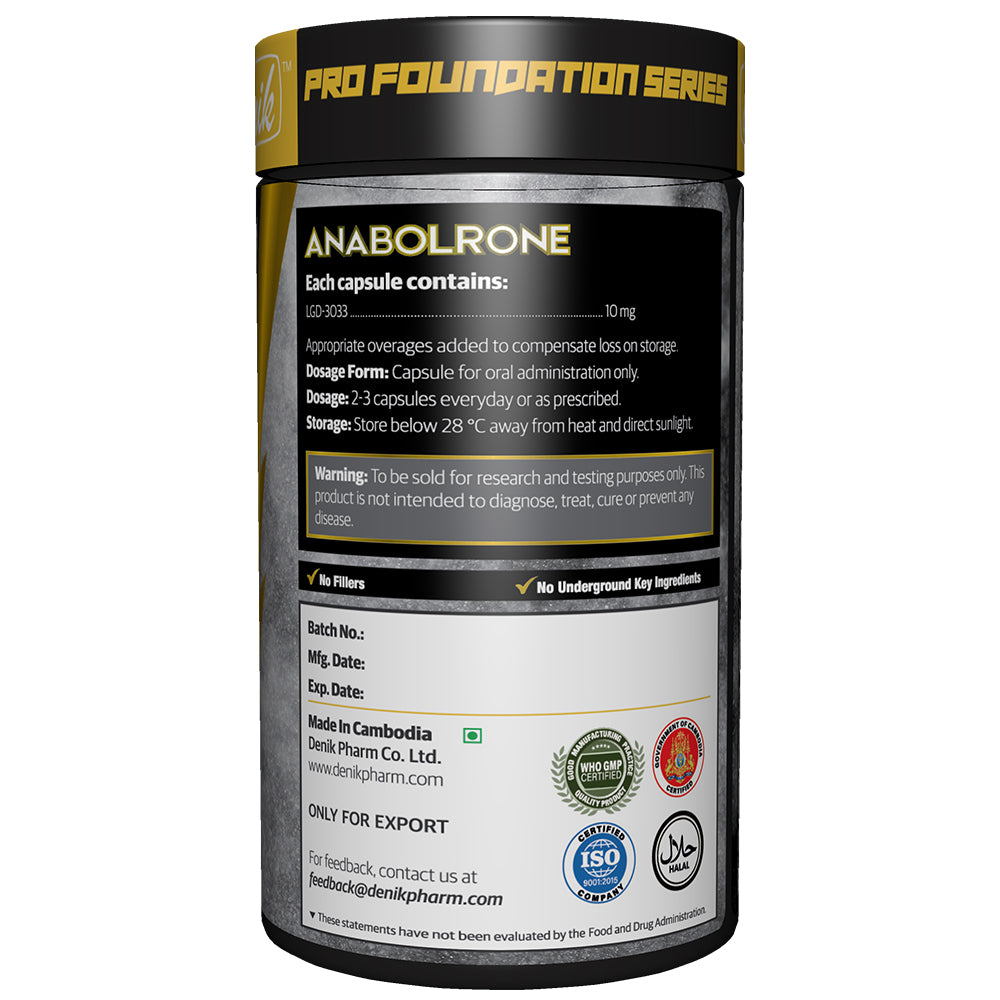 TM
PRO FOUNDATION SERIES
ANABOLRONE
Each capsule contains:
LGD-3033 ........................................................................................ 10 mg
Appropriate overages added to compensate loss on storage.
Dosage Form: Capsule for oral administration only.
Dosage: 2-3 capsules everyday or as prescribed.
Storage: Store below 28 °C away from heat and direct sunlight.
Warning: To be sold for research and testing purposes only. This
product is not intended to diagnose, treat, cure or prevent any
disease.
✓ No Fillers
✓ No Underground Key Ingredients
Batch No.:
Mfg. Date:
Exp. Date:
Made In Cambodia
Denik Pharm Co. Ltd.
www.denikpharm.com
ONLY FOR EXPORT
For feedback, contact us at
feedback@denikpharm.com
GOOD MANUFACTURING PRACTICE
WHO GMP
CERTIFIED
QUALITY PRODUCT
GOVERNMENT OF CAMBODIA
CERTIFIED
CERTIFIED
ISO
9001:2015
COMPANY
حلال
HALAL
▼ These statements have not been evaluated by the Food and Drug Administration.